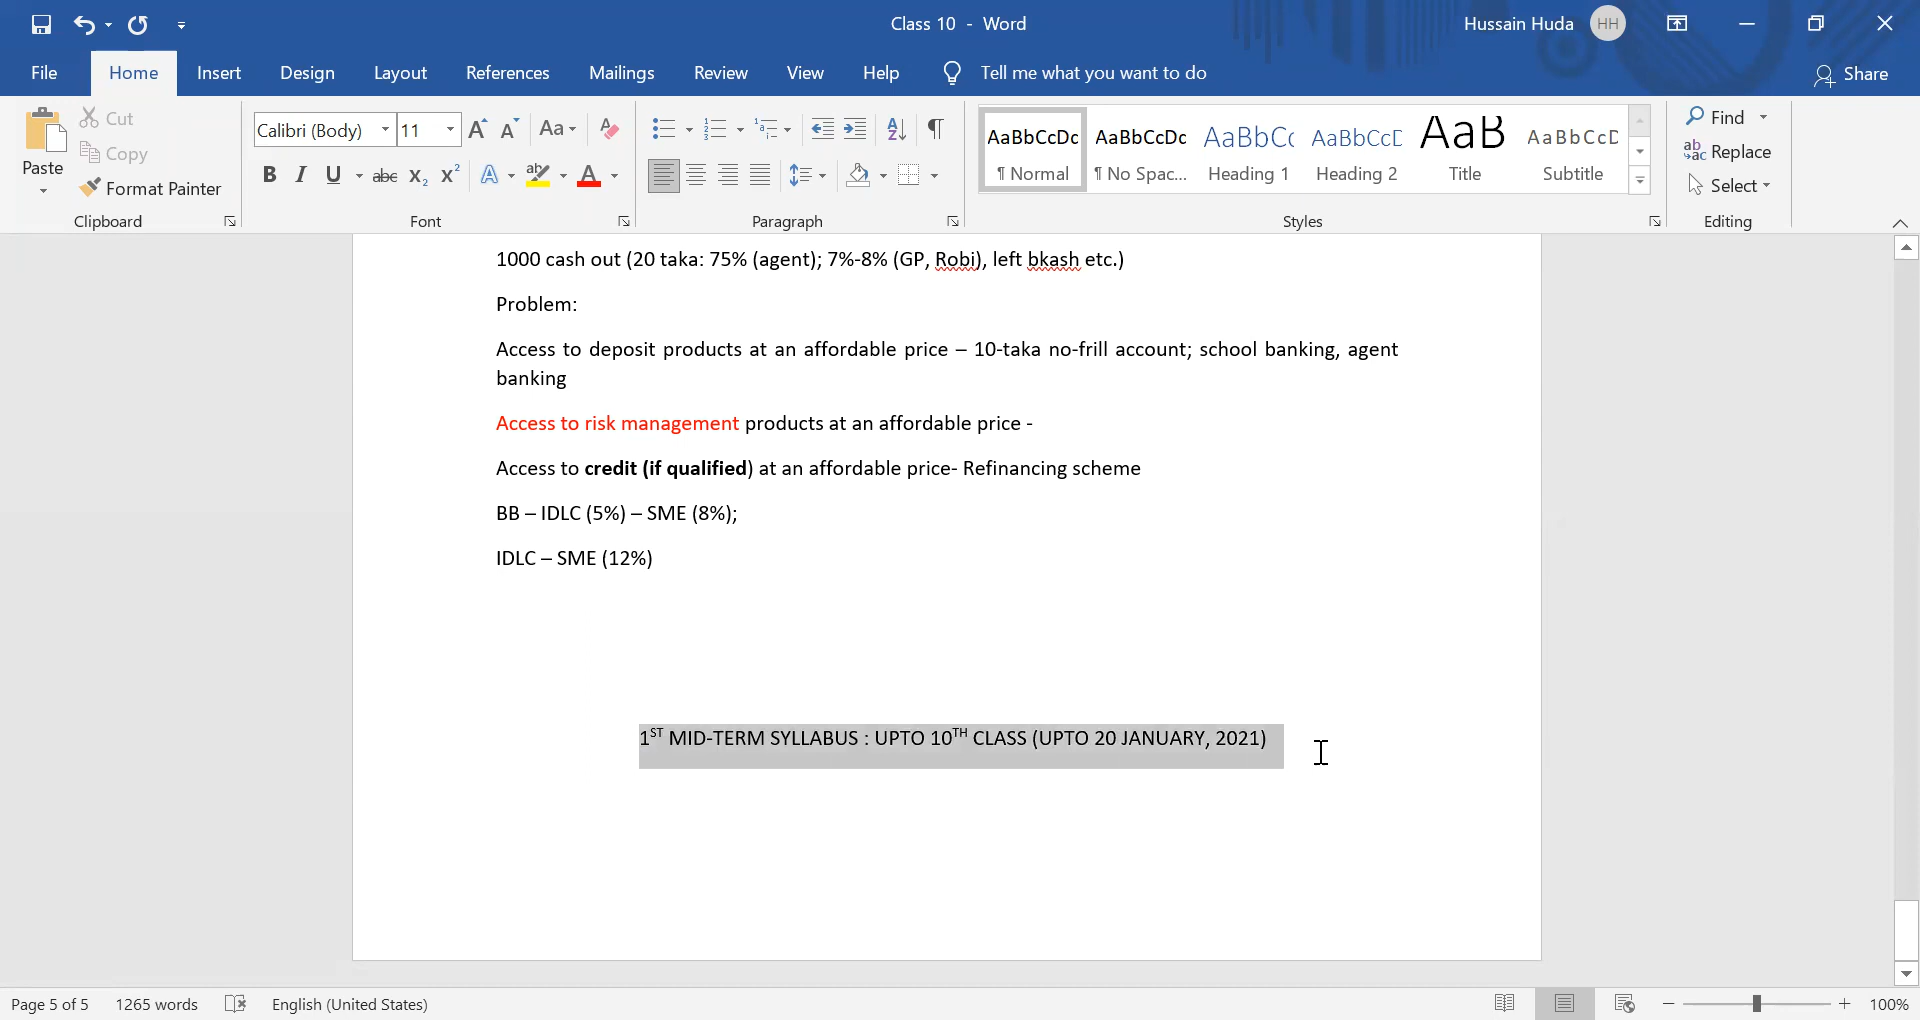 Class 10 - Word
Hussain Huda HH
File Home Insert Design Layout References Mailings Review View Help Tell me what you want to do Share
Paste Cut Copy Format Painter Clipboard
Calibri (Body) 11 Font
Paragraph
AaBbCcDc ¶ Normal
AaBbCcDc ¶ No Spac...
AaBbC( Heading 1
AaBbCcE Heading 2
AaB Title
AaBbCcD Subtitle
Styles
Find Replace Select Editing
1000 cash out (20 taka: 75% (agent); 7%-8% (GP, Robi), left bkash etc.)
Problem:
Access to deposit products at an affordable price – 10-taka no-frill account; school banking, agent
banking
Access to risk management products at an affordable price -
Access to credit (if qualified) at an affordable price- Refinancing scheme
BB – IDLC (5%) – SME (8%);
IDLC – SME (12%)
1ST MID-TERM SYLLABUS : UPTO 10TH CLASS (UPTO 20 JANUARY, 2021)
Page 5 of 5 1265 words English (United States) 100%